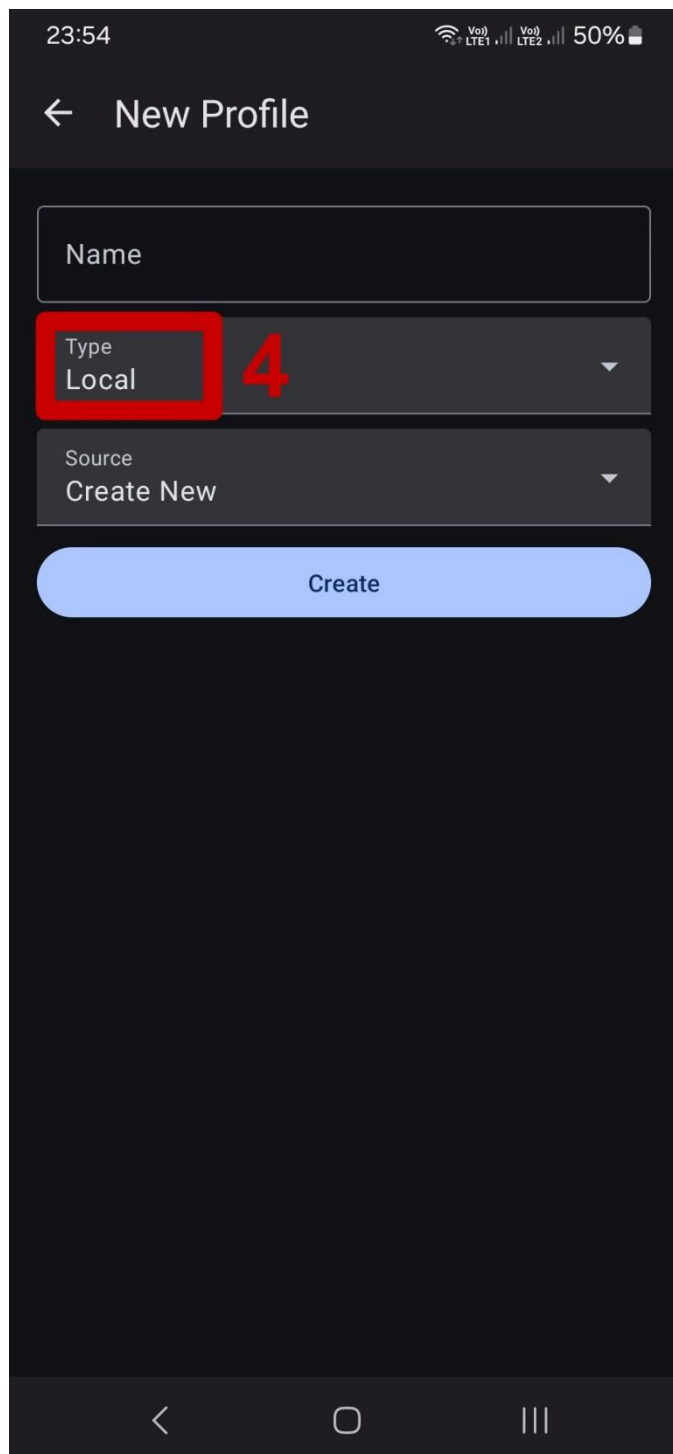 23:54 Vo) LTE1 Vo) LTE2 50%
New Profile
Name
Type
Local
4
Source
Create New
Create